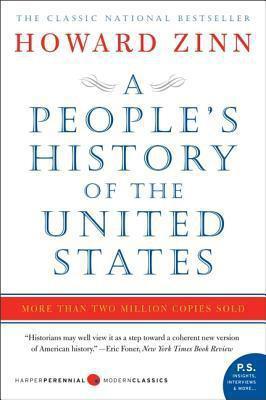 THE CLASSIC NATIONAL BESTSELLER
HOWARD ZINN
A
PEOPLE'S
HISTORY
OF THE
UNITED
STATES
MORE THAN TWO MILLION COPIES SOLD
"Historians may well view it as a step toward a coherent new version
of American history."—Eric Foner, New York Times Book Review
HARPERPERENNIAL MODERNCLASSICS
P.S.
INSIGHTS,
INTERVIEWS
& MORE...